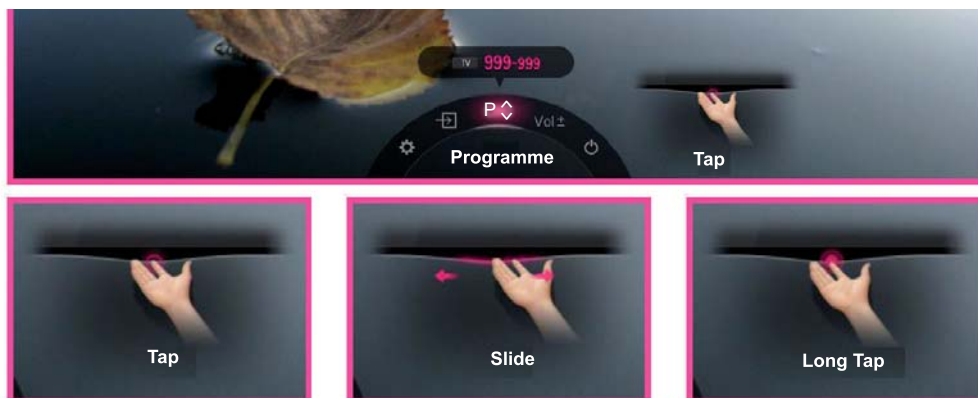 TV 999-999
P
Vol ±
Programme
Tap
Tap
Slide
Long Tap